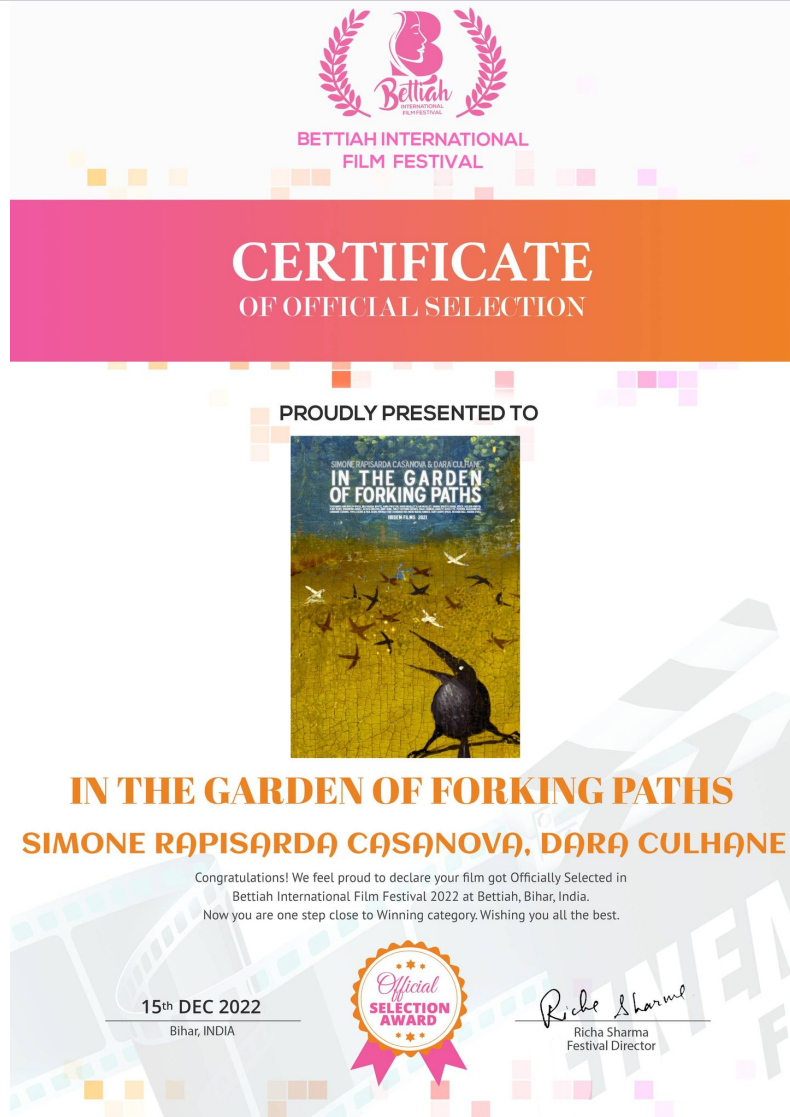 Bettiah
INTERNATIONAL
FILM FESTIVAL
BETTIAH INTERNATIONAL
FILM FESTIVAL
CERTIFICATE
OF OFFICIAL SELECTION
PROUDLY PRESENTED TO
SIMONE RAPISARDA CASANOVA & DARA CULHANE
IN THE GARDEN
OF FORKING PATHS
IN THE GARDEN OF FORKING PATHS
SIMONE RAPISARDA CASANOVA, DARA CULHANE
Congratulations! We feel proud to declare your film got Officially Selected in
Bettiah International Film Festival 2022 at Bettiah, Bihar, India.
Now you are one step close to Winning category. Wishing you all the best.
Official
SELECTION
AWARD
15th DEC 2022
Bihar, INDIA
Richa Sharma
Richa Sharma
Festival Director